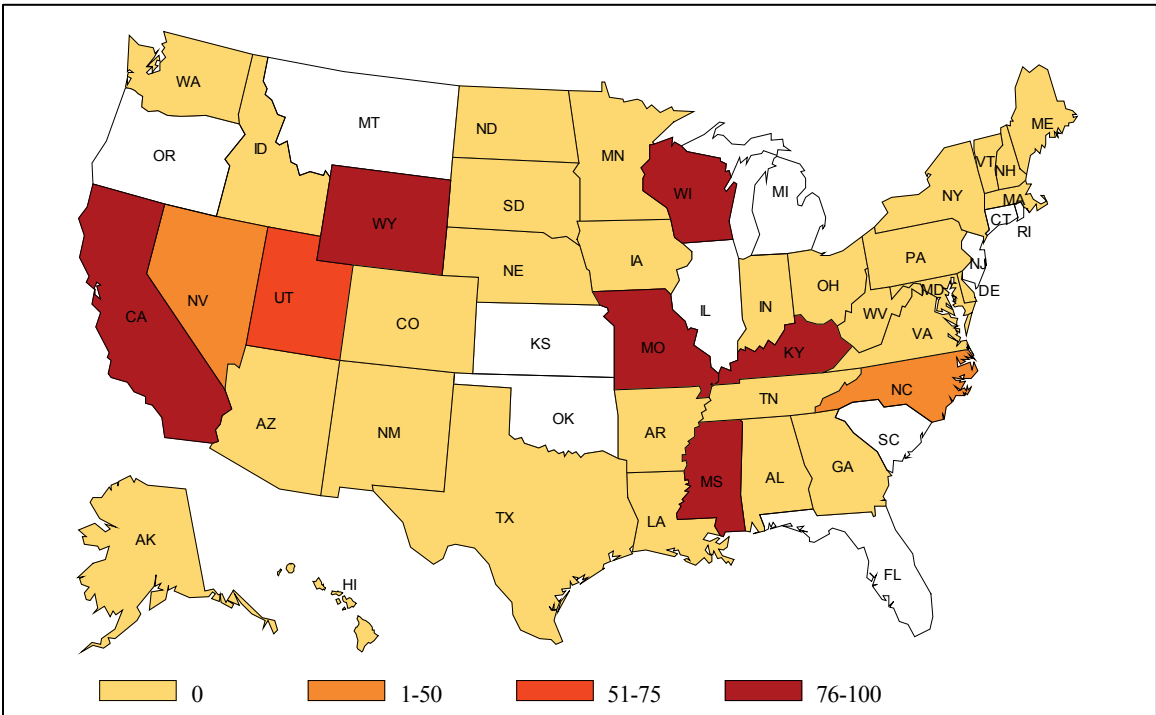 WA
MT
ND
ME
OR
ID
MN
VT
NH
WI
MI
NY
MA
SD
WY
CT
RI
IA
PA
NJ
NE
OH
MD
DE
NV
UT
IN
IL
WV
CA
CO
VA
KS
MO
KY
NC
TN
AZ
NM
OK
AR
SC
GA
MS
AL
TX
LA
AK
HI
FL
0
1-50
51-75
76-100